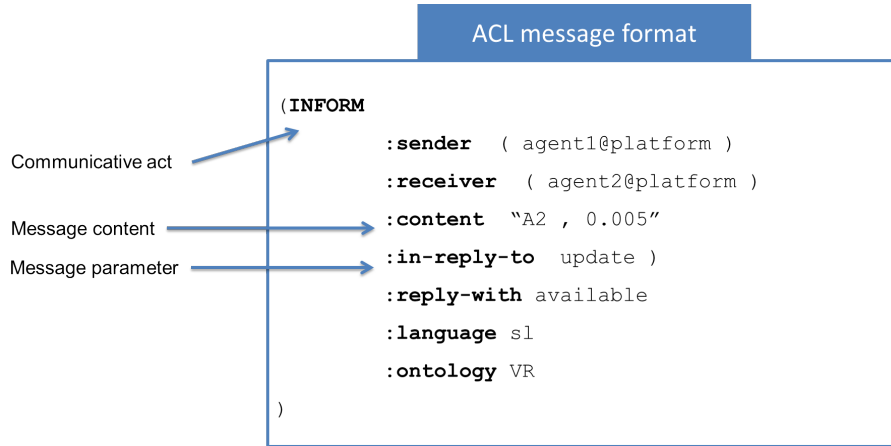 ACL message format
(INFORM
Communicative act
:sender ( agent1@platform )
:receiver ( agent2@platform )
Message content
:content “A2 , 0.005”
Message parameter
:in-reply-to update )
:reply-with available
:language sl
:ontology VR
)